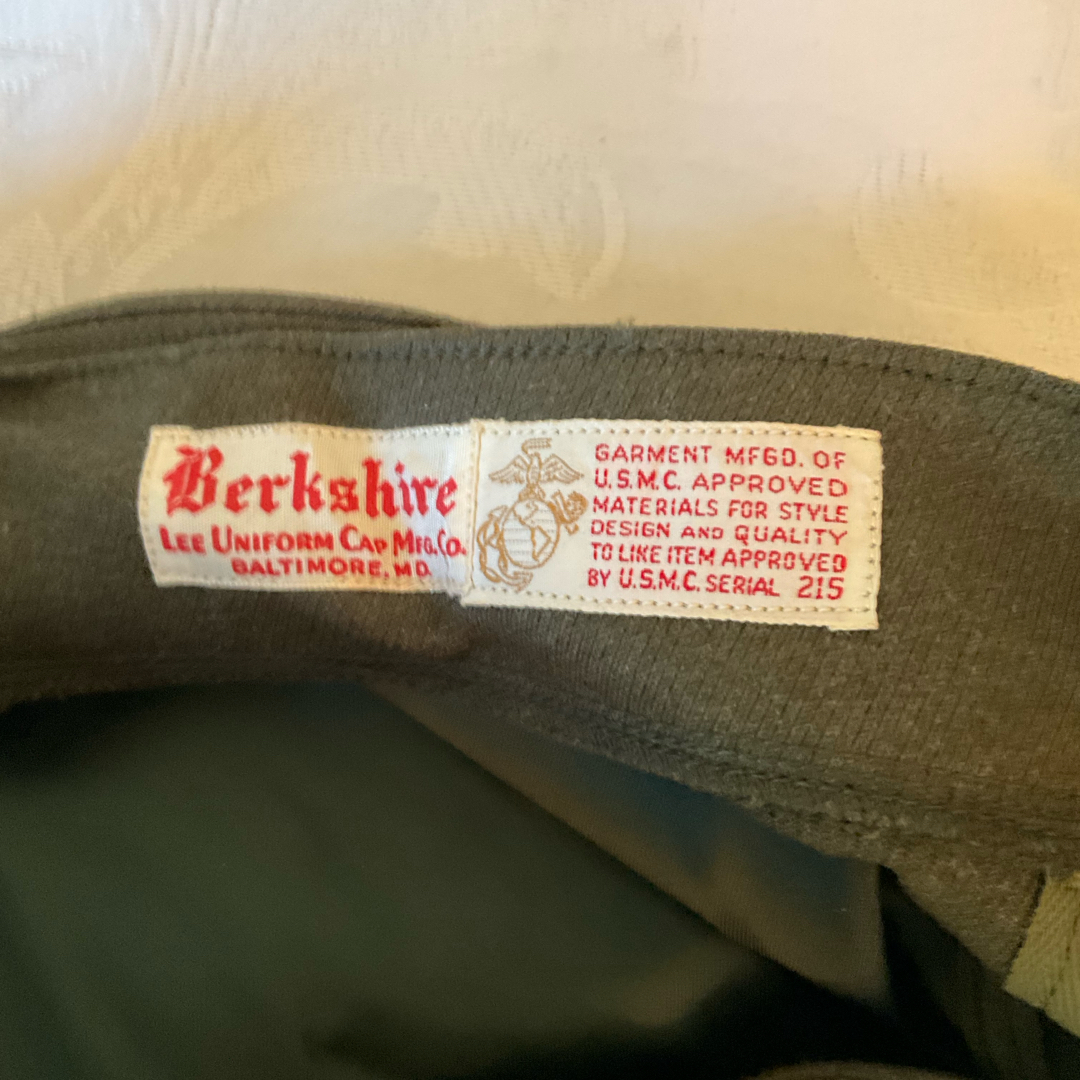 Berkshire
LEE UNIFORM CAP MFG. CO.
BALTIMORE, MD.
GARMENT MFGD. OF
U.S.M.C. APPROVED
MATERIALS FOR STYLE
DESIGN AND QUALITY
TO LIKE ITEM APPROVED
BY U.S.M.C. SERIAL 215